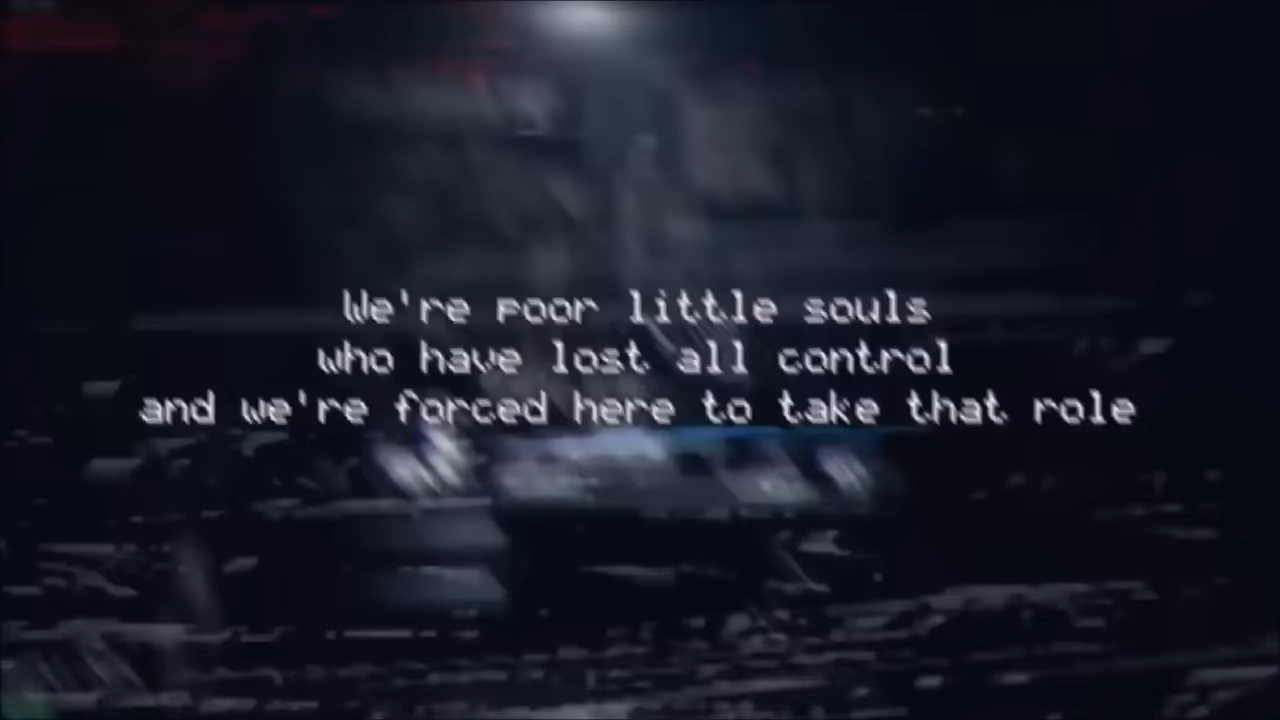 We're poor little souls
who have lost all control
and we're forced here to take that role